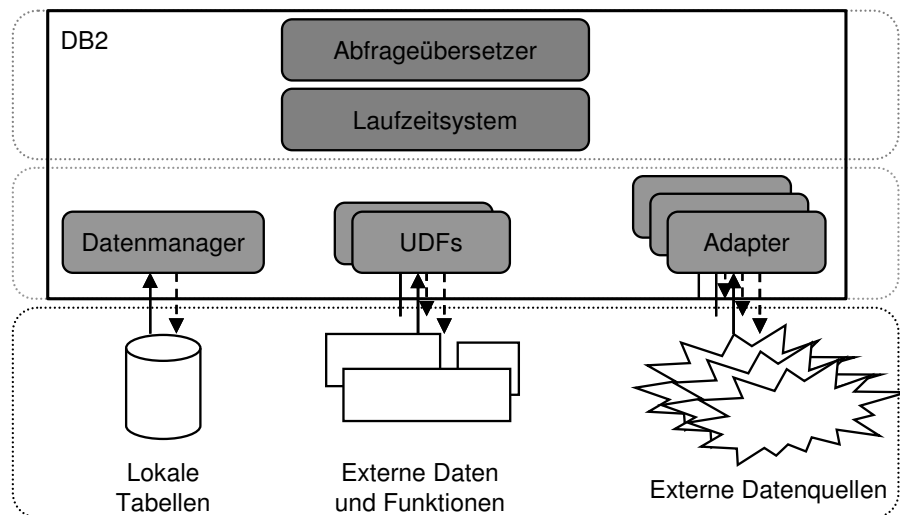 DB2
Abfrageübersetzer
Laufzeitsystem
Datenmanager
UDFs
Adapter
Lokale
Tabellen
Externe Daten
und Funktionen
Externe Datenquellen